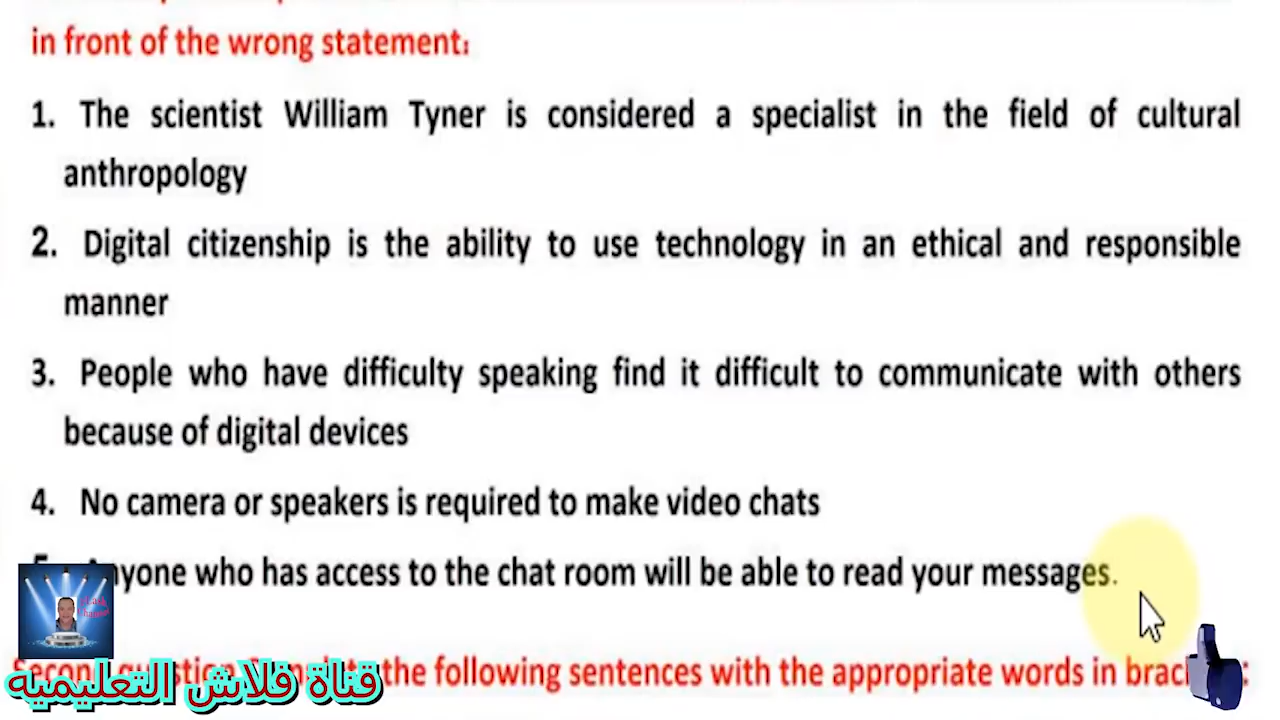 in front of the wrong statement:
1. The scientist William Tyner is considered a specialist in the field of cultural
anthropology
2. Digital citizenship is the ability to use technology in an ethical and responsible
manner
3. People who have difficulty speaking find it difficult to communicate with others
because of digital devices
4. No camera or speakers is required to make video chats
who has access to the chat room will be able to read your messages.
the following sentences with the appropriate words in
قناة فلاش التعليمية